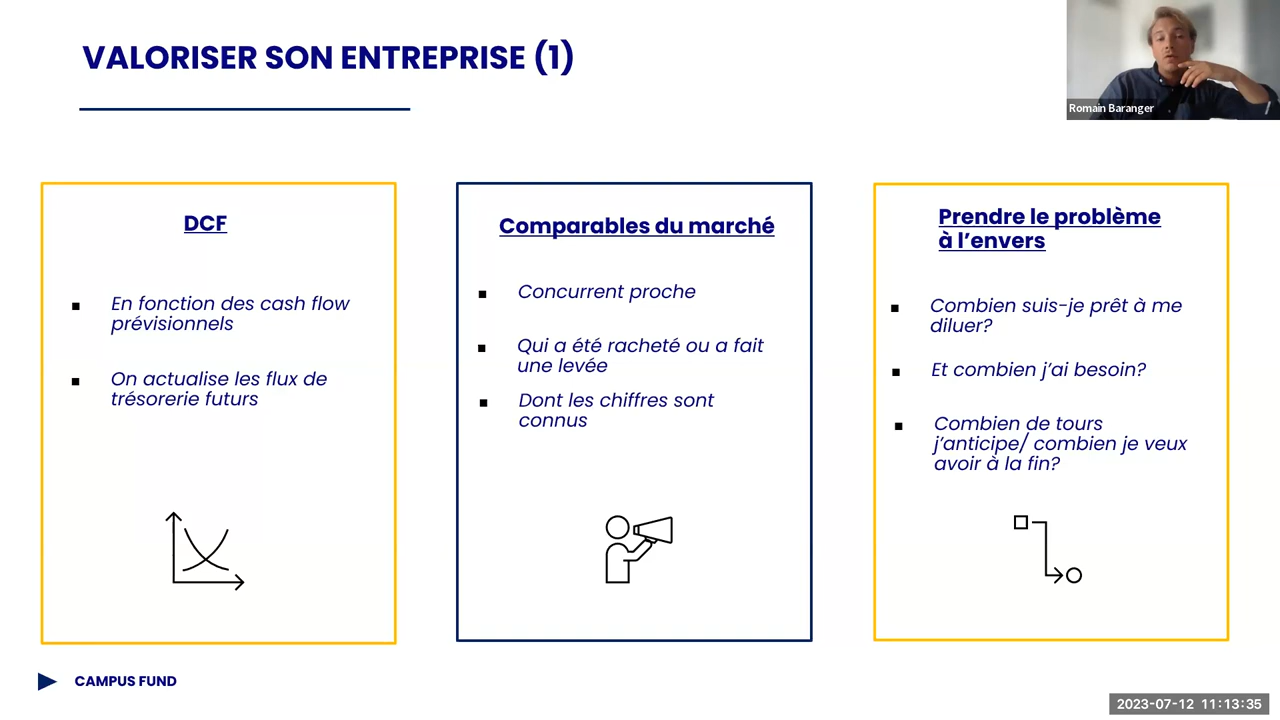 VALORISER SON ENTREPRISE (1)
Romain Baranger
DCF
En fonction des cash flow
prévisionnels
On actualise les flux de
trésorerie futurs
Comparables du marché
Concurrent proche
Qui a été racheté ou a fait
une levée
Dont les chiffres sont
connus
Prendre le problème
à l’envers
Combien suis-je prêt à me
diluer?
Et combien j’ai besoin?
Combien de tours
j’anticipe/ combien je veux
avoir à la fin?
CAMPUS FUND
2023-07-12 11:13:35